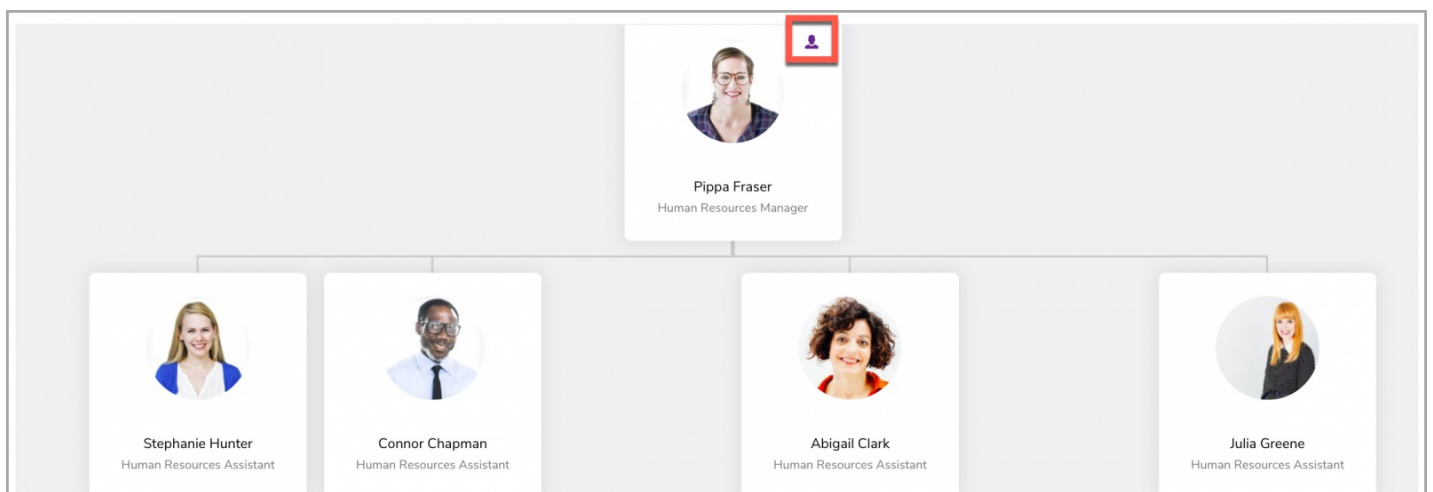 Pippa Fraser
Human Resources Manager
Stephanie Hunter
Human Resources Assistant
Connor Chapman
Human Resources Assistant
Abigail Clark
Human Resources Assistant
Julia Greene
Human Resources Assistant